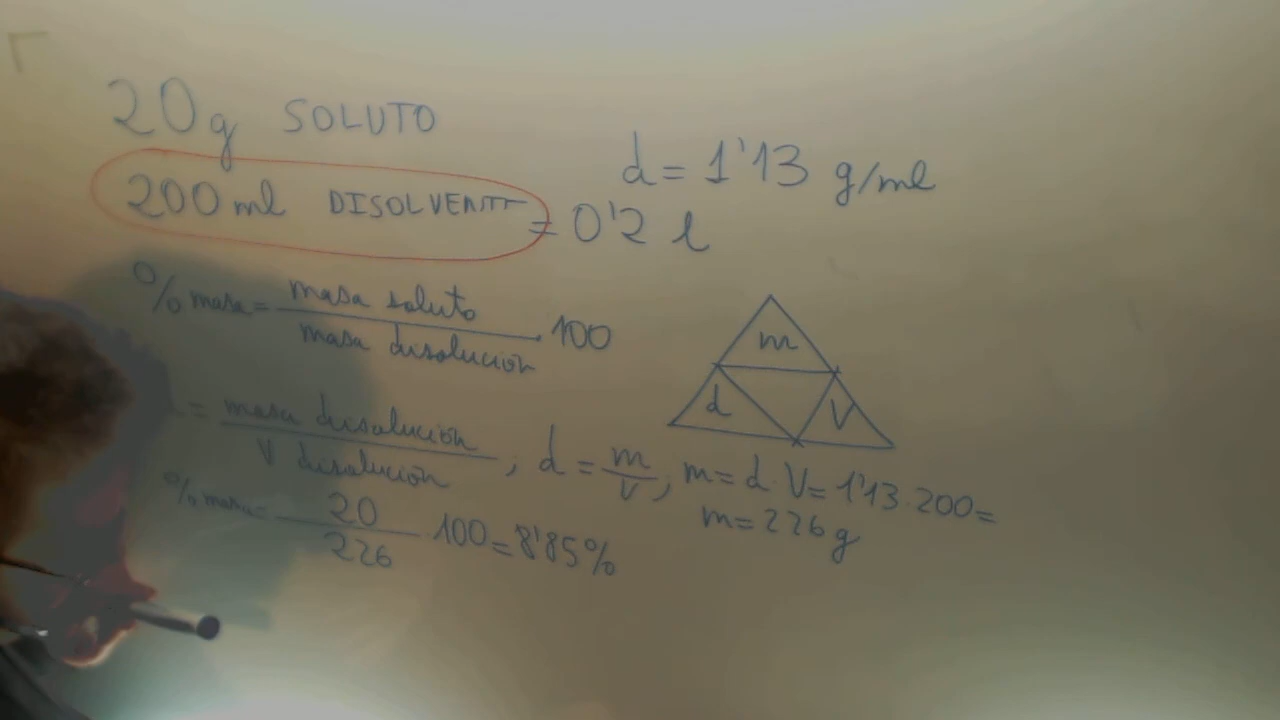 20g SOLUTO
d = 1'13 g/ml
200 ml DISOLVENTE = 0'2 l
% masa = masa soluto / masa disolución · 100
m
d V
= masa disolución / V disolución ; d = m / V ; m = d · V = 1'13 · 200 =
m = 226 g
% masa = 20 / 226 100 = 8'85%